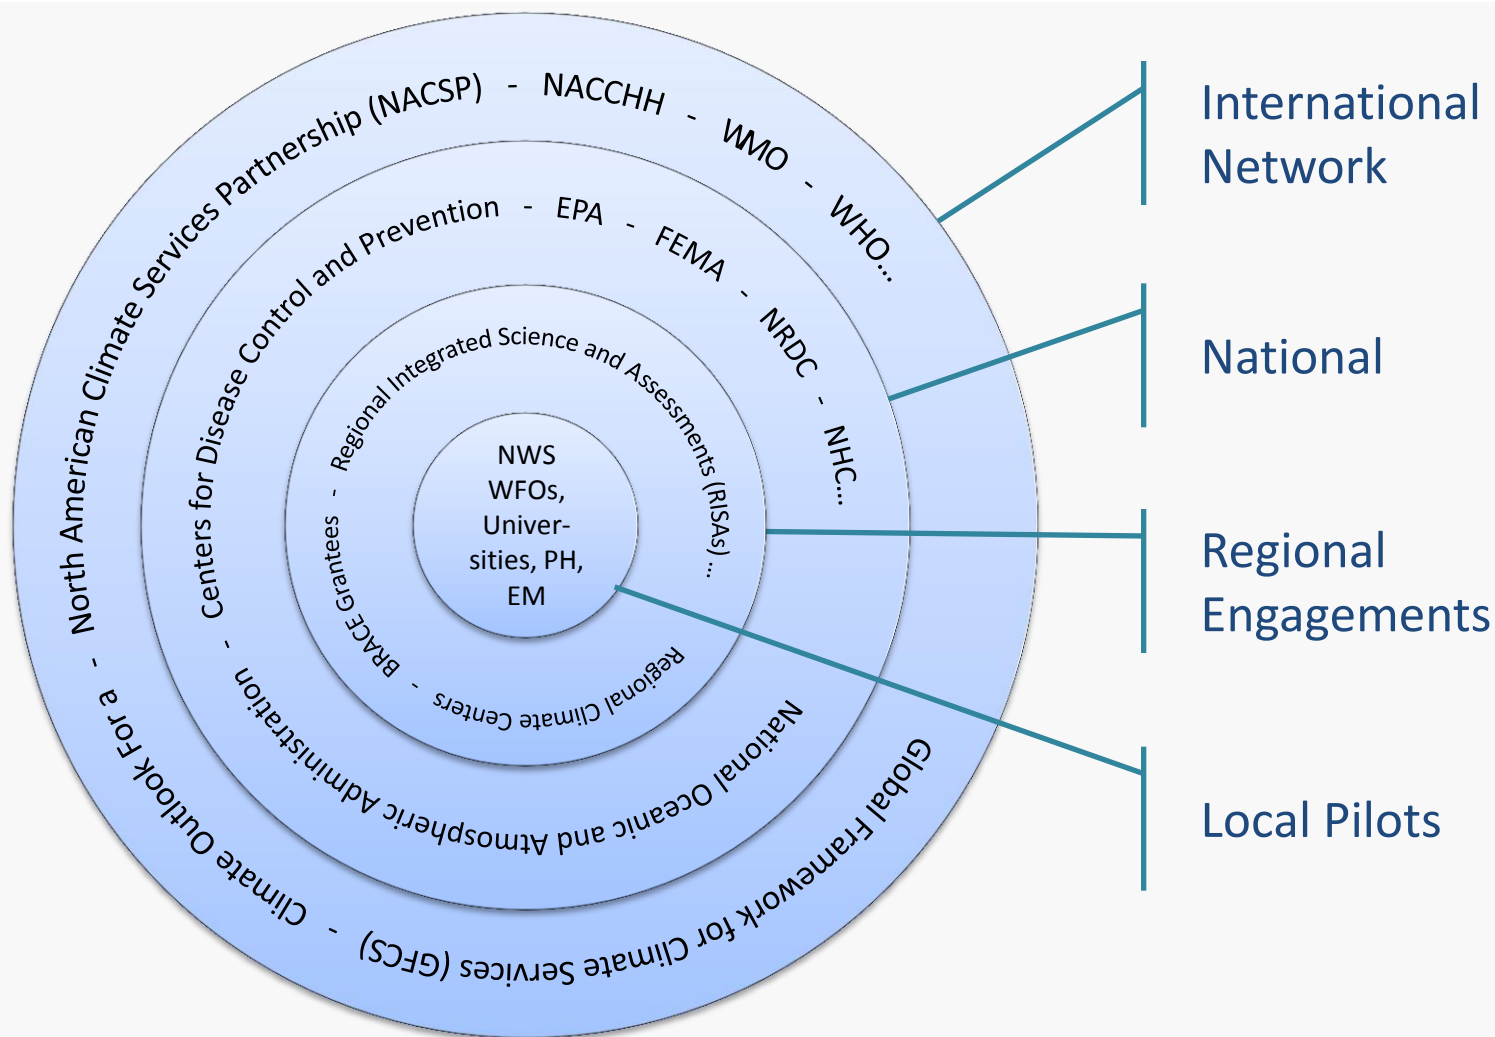 Global Framework for Climate Services (GFCS) - Climate Outlook For a - North American Climate Services Partnership (NACSP) - NACCHH - WMO - WHO...
National Oceanic and Atmospheric Administration - Centers for Disease Control and Prevention - EPA - FEMA - NRDC - NHC...
Regional Climate Centers - BRACE Grantees - Regional Integrated Science and Assessments (RISAs) ...
NWS
WFOs,
Univer-
sities, PH,
EM
International
Network
National
Regional
Engagements
Local Pilots